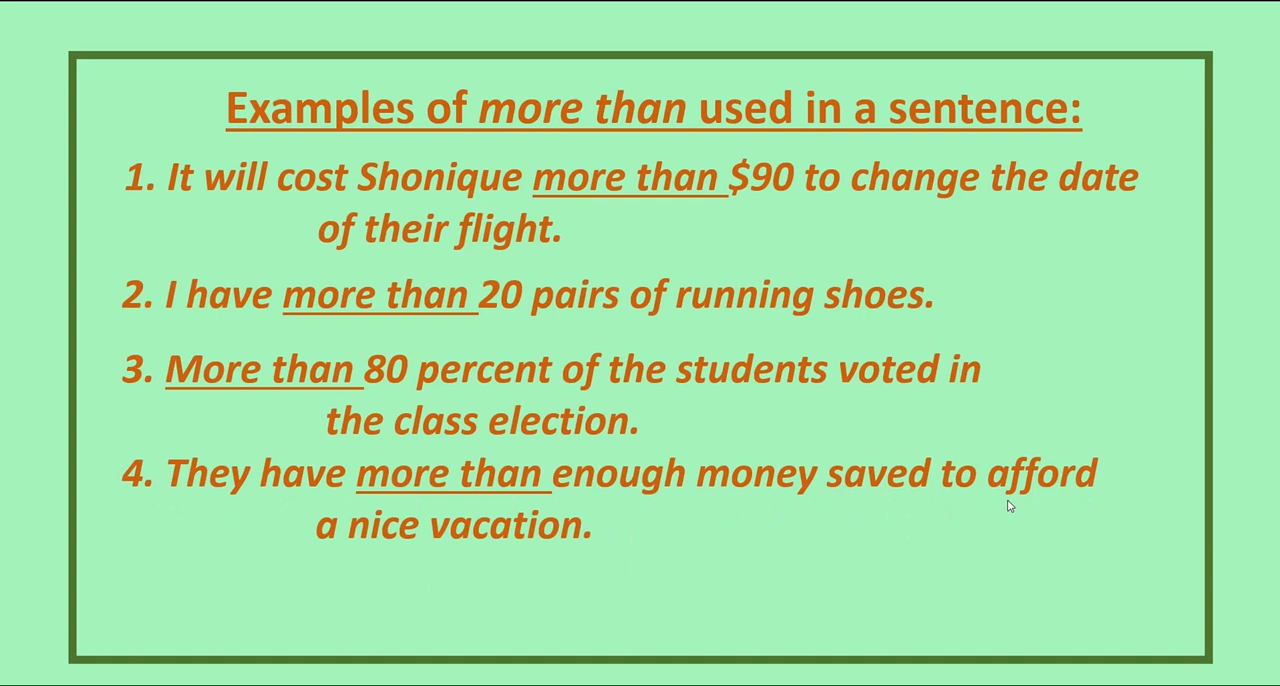 Examples of more than used in a sentence:
1. It will cost Shonique more than $90 to change the date
of their flight.
2. I have more than 20 pairs of running shoes.
3. More than 80 percent of the students voted in
the class election.
4. They have more than enough money saved to afford
a nice vacation.